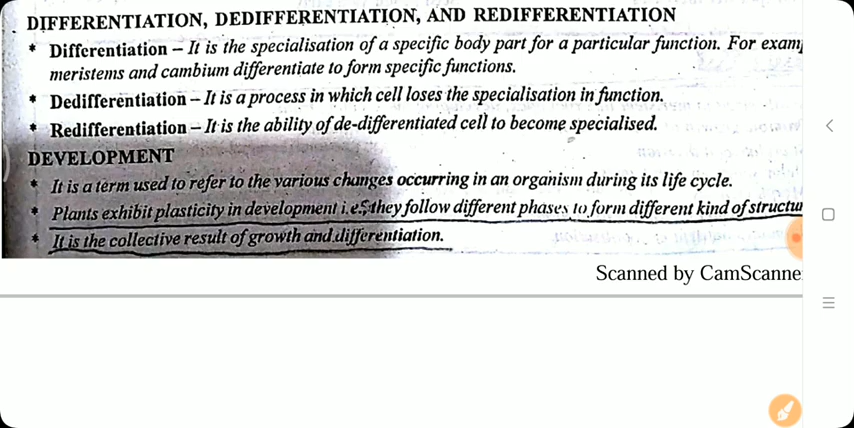 DIFFERENTIATION, DEDIFFERENTIATION, AND REDIFFERENTIATION
* Differentiation – It is the specialisation of a specific body part for a particular function. For exam
meristems and cambium differentiate to form specific functions.
* Dedifferentiation – It is a process in which cell loses the specialisation in function.
* Redifferentiation – It is the ability of de-differentiated cell to become specialised.
DEVELOPMENT
* It is a term used to refer to the various changes occurring in an organism during its life cycle.
* Plants exhibit plasticity in development i.e., they follow different phases to form different kind of structu
* It is the collective result of growth and differentiation.
Scanned by CamScanne